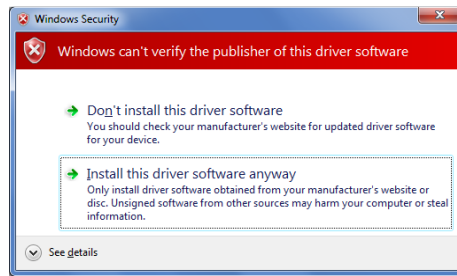 Windows Security
Windows can't verify the publisher of this driver software
Don't install this driver software
You should check your manufacturer's website for updated driver software
for your device.
Install this driver software anyway
Only install driver software obtained from your manufacturer's website or
disc. Unsigned software from other sources may harm your computer or steal
information.
See details